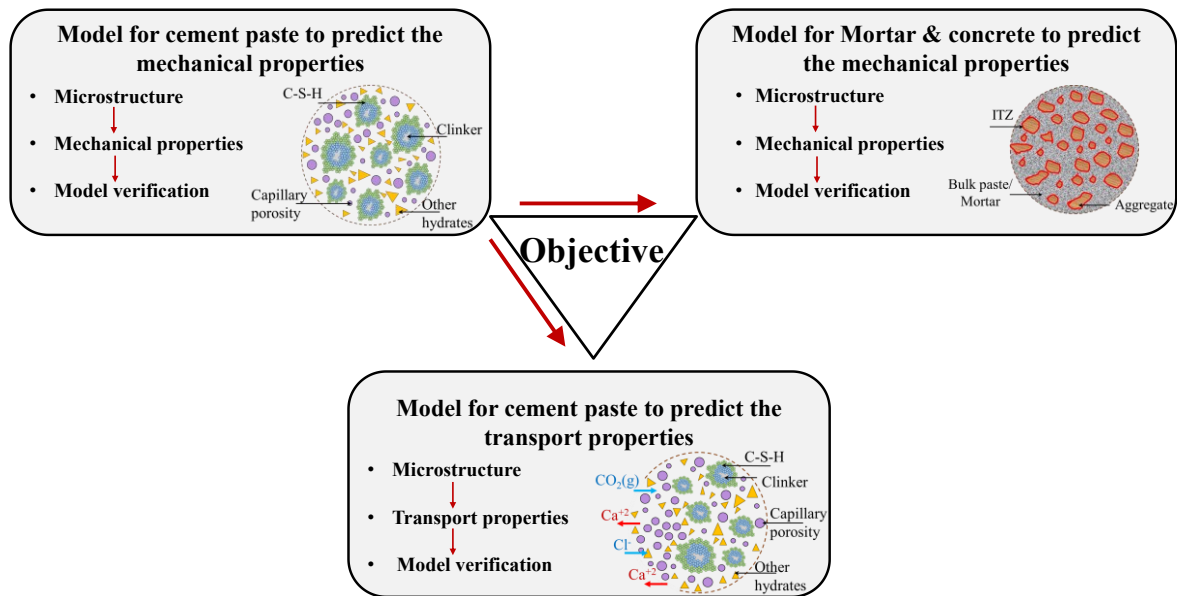 Model for cement paste to predict the
mechanical properties
• Microstructure
• Mechanical properties
• Model verification
C-S-H
Clinker
Capillary
porosity
Other
hydrates
Model for Mortar & concrete to predict
the mechanical properties
• Microstructure
• Mechanical properties
• Model verification
ITZ
Bulk paste/
Mortar
Aggregate
Objective
Model for cement paste to predict the
transport properties
• Microstructure
• Transport properties
• Model verification
C-S-H
CO₂(g)
Clinker
Ca⁺²
Capillary
porosity
Cl⁻
Ca⁺²
Other
hydrates